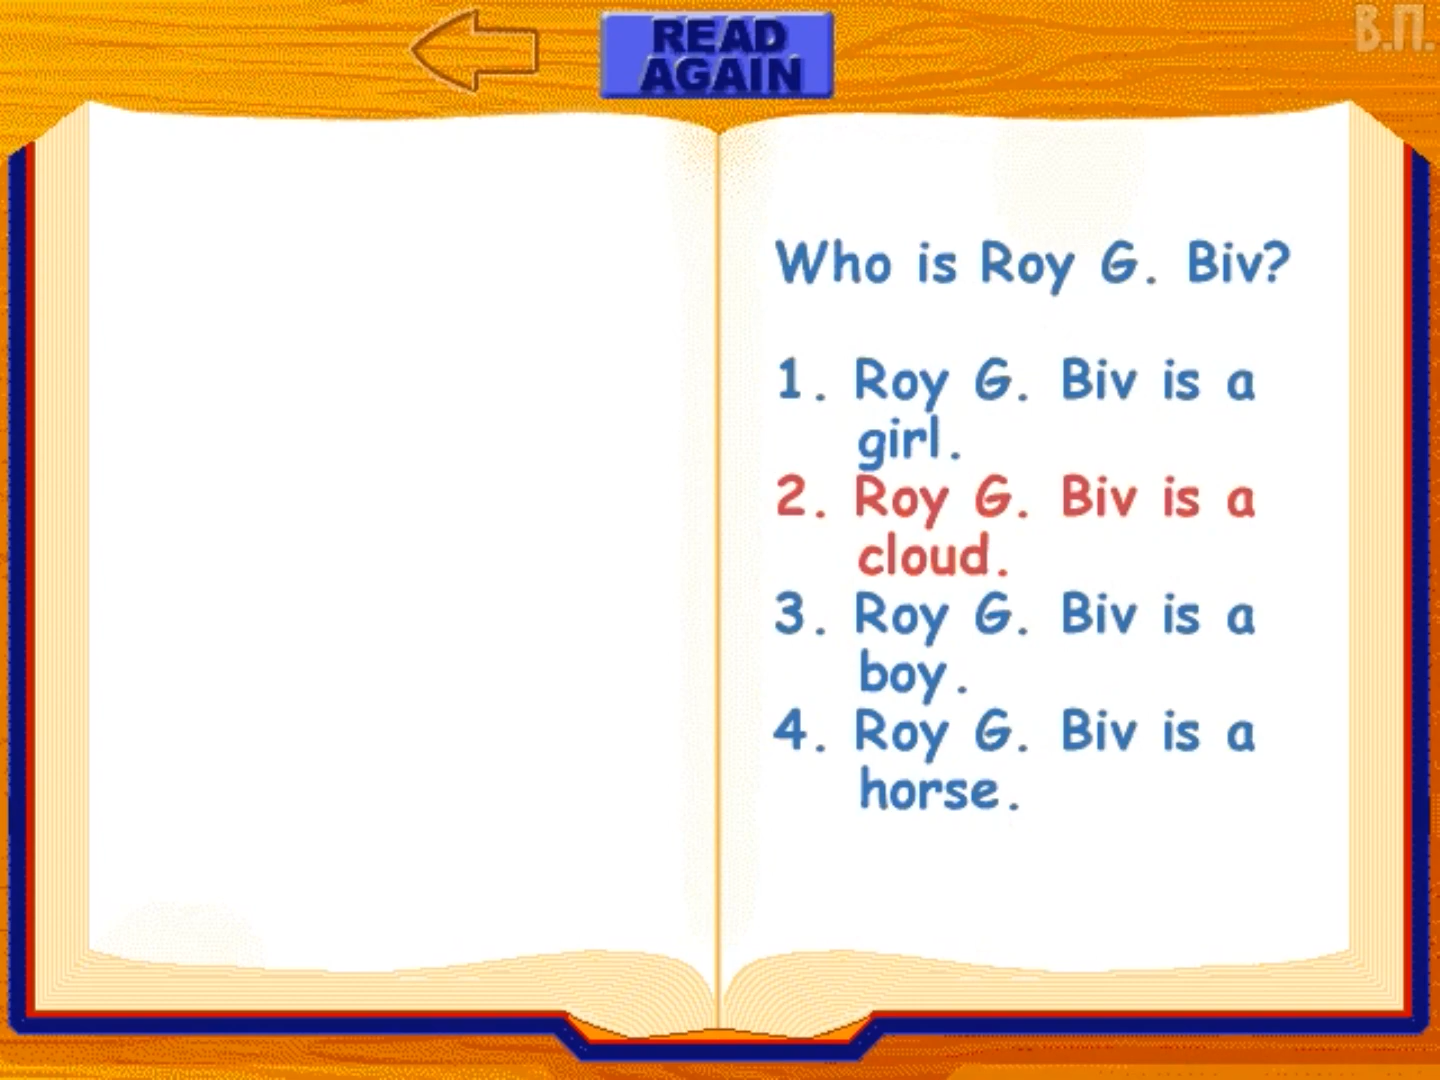 READ
AGAIN
В.П.
Who is Roy G. Biv?
1. Roy G. Biv is a
girl.
2. Roy G. Biv is a
cloud.
3. Roy G. Biv is a
boy.
4. Roy G. Biv is a
horse.